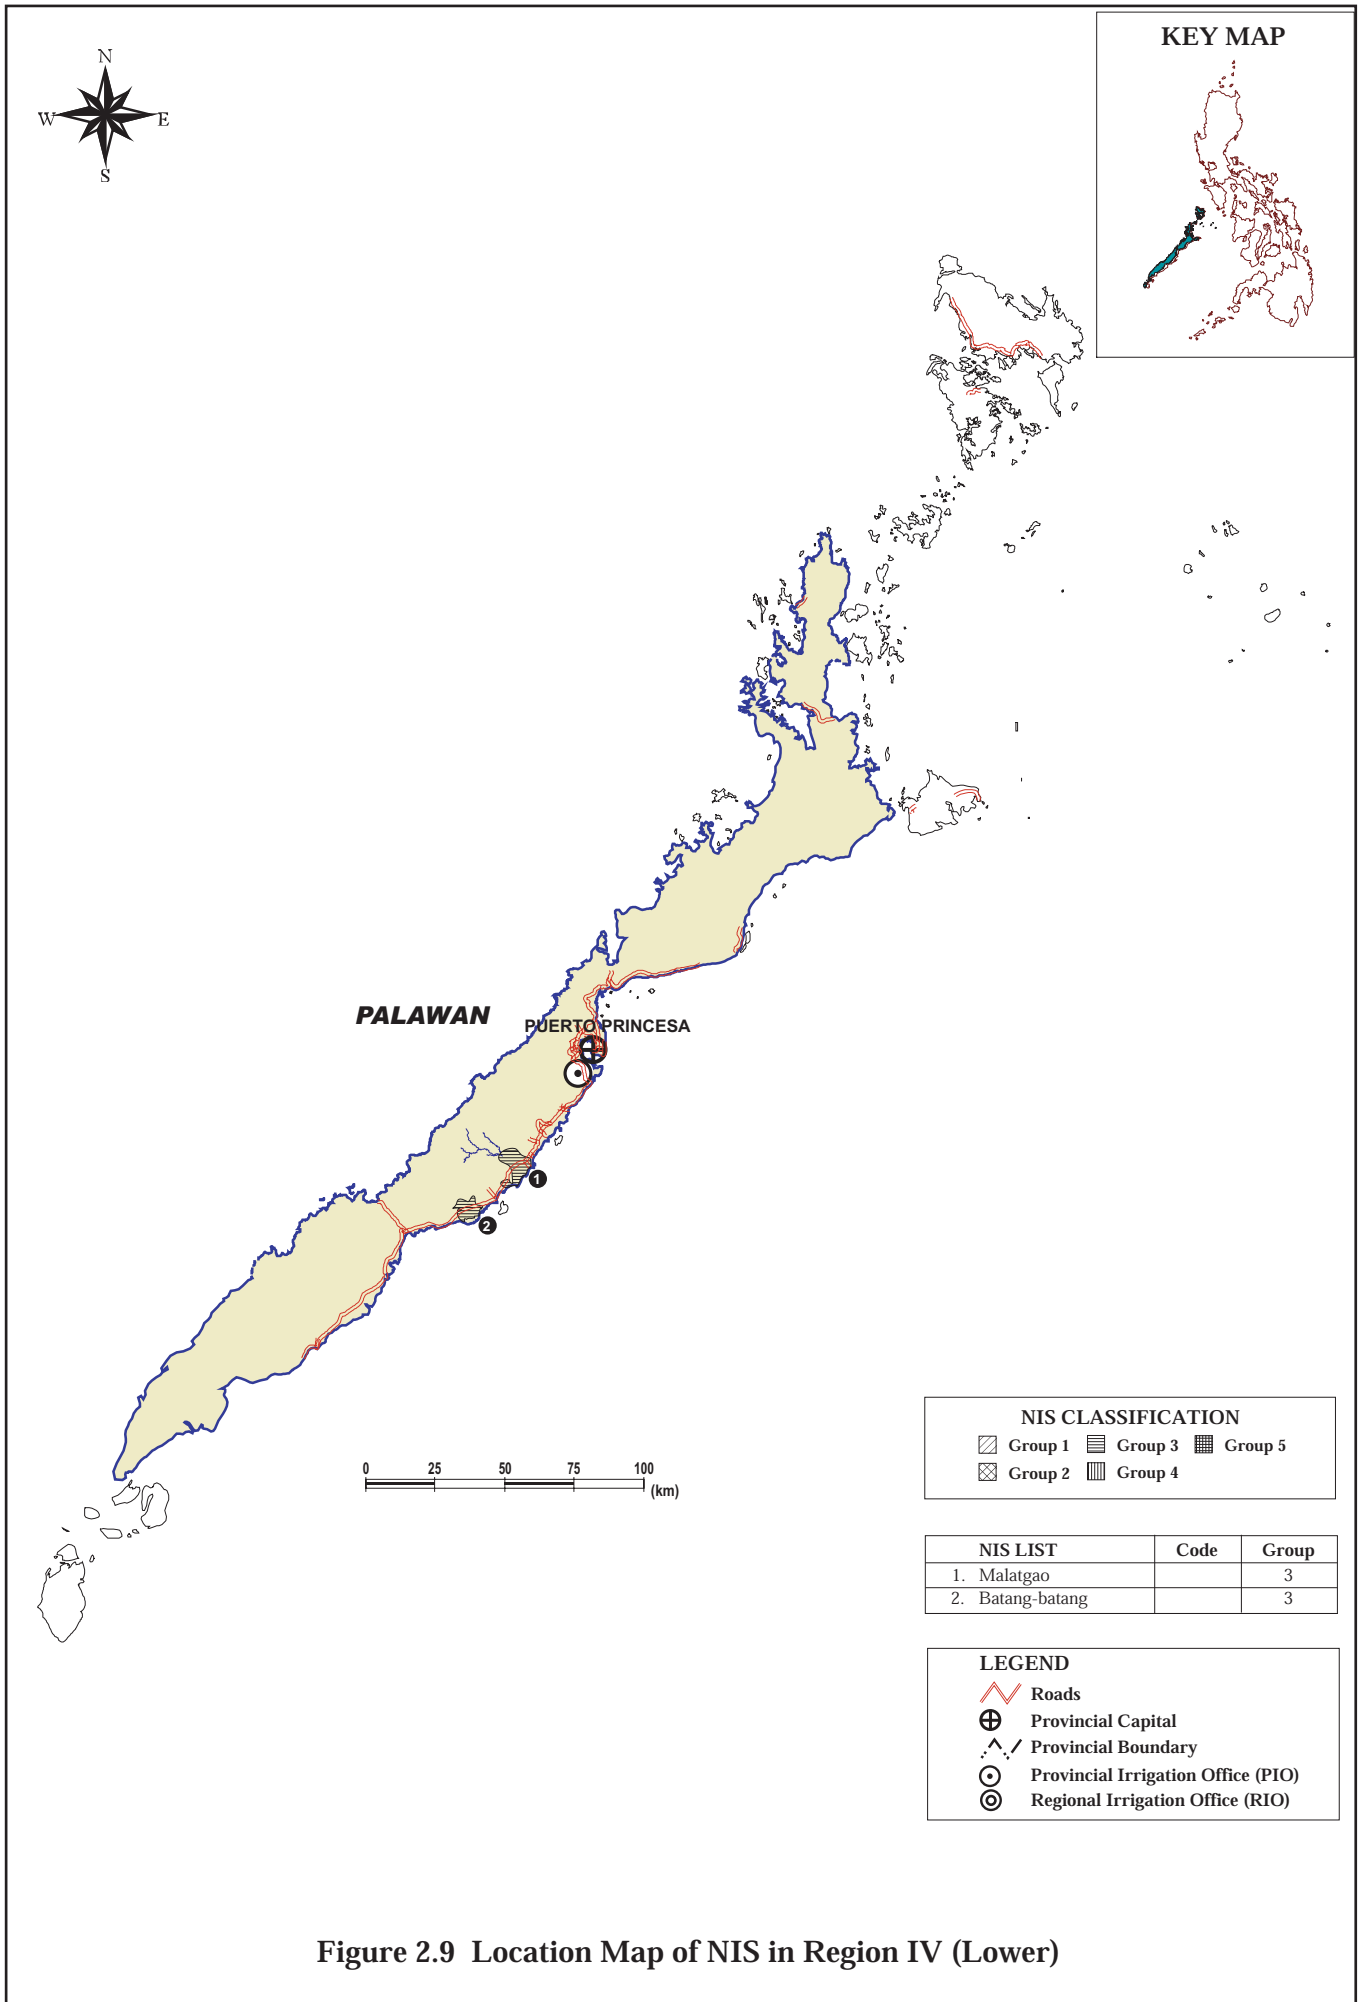 KEY MAP
N
W E
S
PALAWAN
PUERTO PRINCESA
1
2
0 25 50 75 100
(km)
NIS CLASSIFICATION
Group 1 Group 3 Group 5
Group 2 Group 4
NIS LIST Code Group
1. Malatgao 3
2. Batang-batang 3
LEGEND
Roads
Provincial Capital
Provincial Boundary
Provincial Irrigation Office (PIO)
Regional Irrigation Office (RIO)
Figure 2.9 Location Map of NIS in Region IV (Lower)